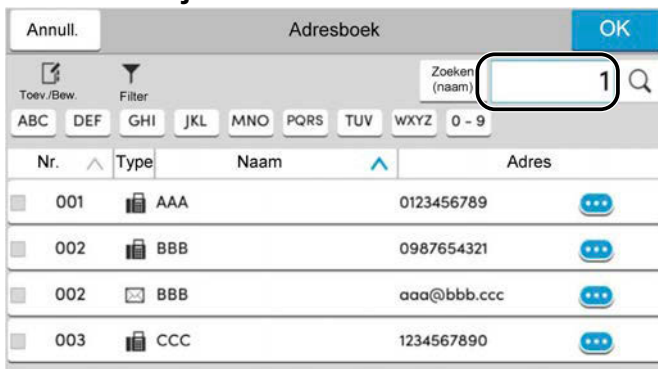 Annull. Adresboek OK
Toev./Bew. Filter Zoeken (naam) 1
ABC DEF GHI JKL MNO PQRS TUV WXYZ 0 - 9
Nr. Type Naam Adres
001 AAA 0123456789
002 BBB 0987654321
002 BBB aaa@bbb.ccc
003 CCC 1234567890